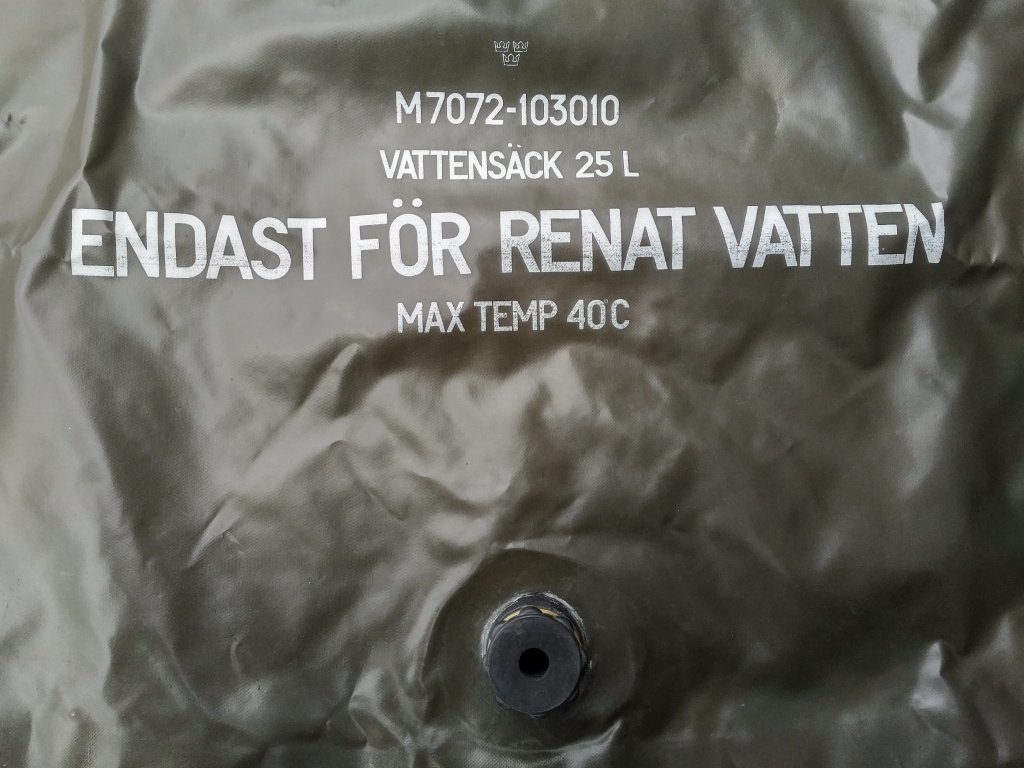 M7072-103010
VATTENSÄCK 25 L
ENDAST FÖR RENAT VATTEN
MAX TEMP 40°C